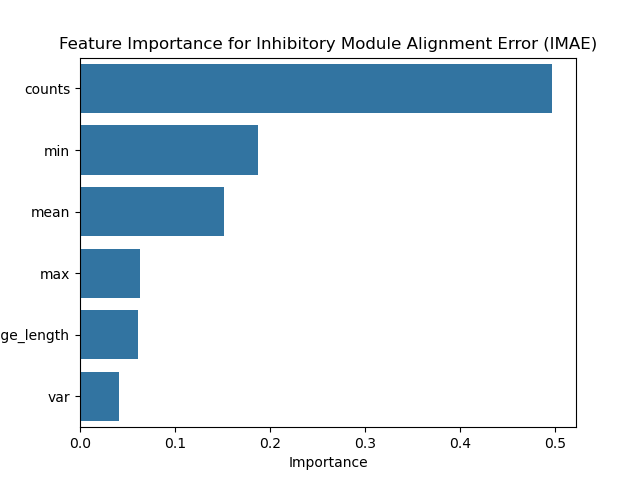 Feature Importance for Inhibitory Module Alignment Error (IMAE)
counts
min
mean
max
ge_length
var
0.0 0.1 0.2 0.3 0.4 0.5
Importance